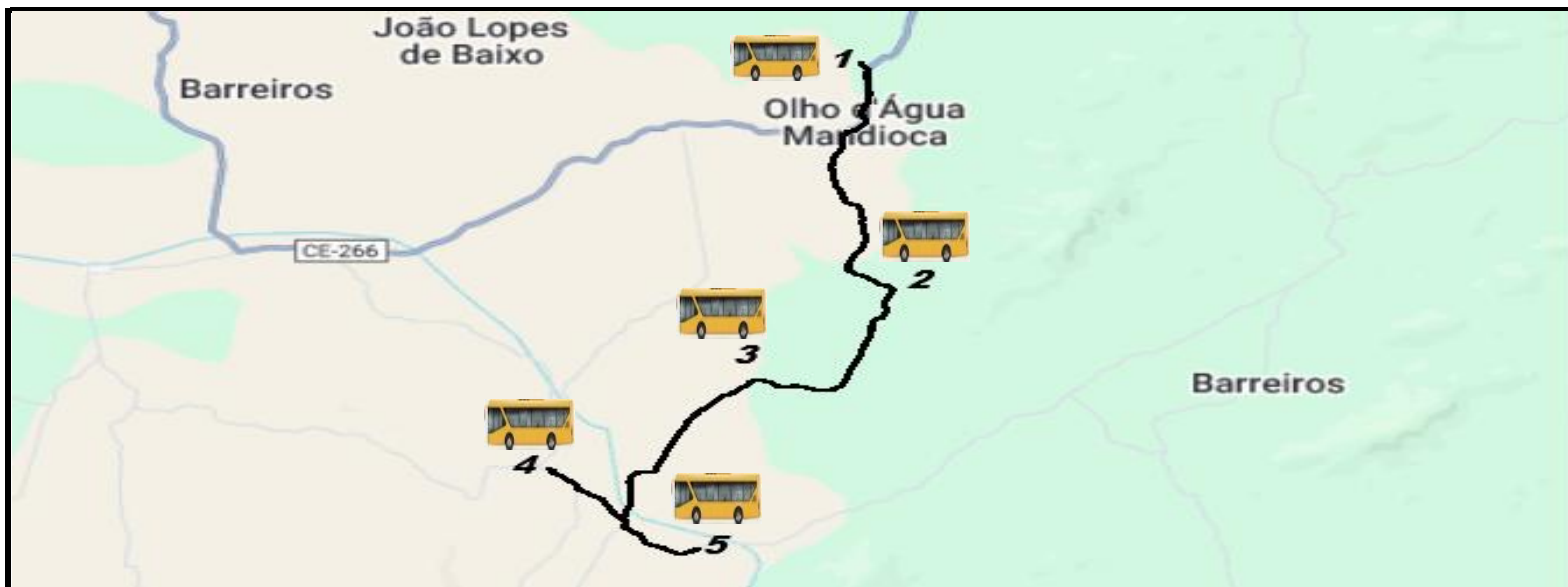 João Lopes
de Baixo
1
Barreiros
Olho d'Água
Mandioca
CE-266
2
3
Barreiros
4
5